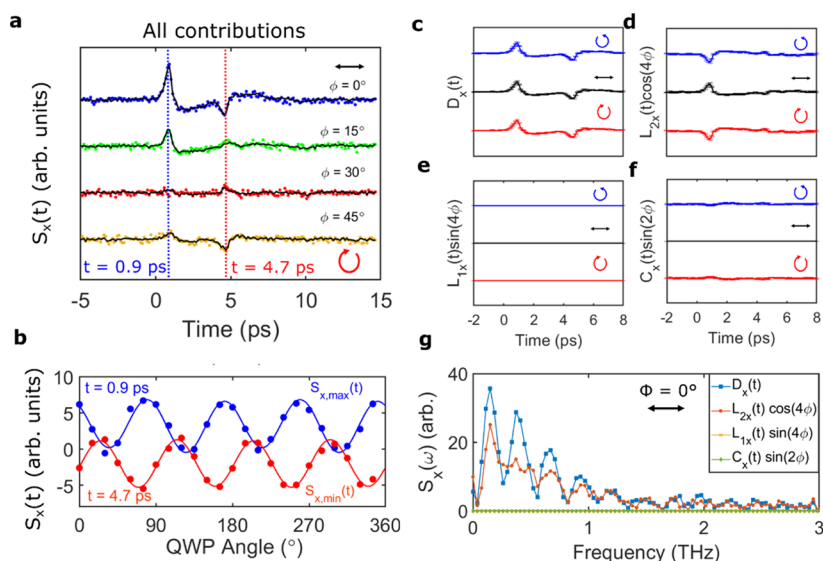 a
All contributions
S_x(t) (arb. units)
ϕ = 0°
ϕ = 15°
ϕ = 30°
ϕ = 45°
t = 0.9 ps
t = 4.7 ps
-5 0 5 10 15
Time (ps)
b
S_x(t) (arb. units)
10
5
0
-5
t = 0.9 ps
S_x,max(t)
t = 4.7 ps
S_x,min(t)
0 90 180 270 360
QWP Angle (°)
c
D_x(t)
d
L_2x(t)cos(4ϕ)
e
L_1x(t)sin(4ϕ)
-2 0 2 4 6 8
Time (ps)
f
C_x(t)sin(2ϕ)
-2 0 2 4 6 8
Time (ps)
g
S_x(ω) (arb.)
40
20
0
Φ = 0°
D_x(t)
L_2x(t) cos(4ϕ)
L_1x(t) sin(4ϕ)
C_x(t) sin(2ϕ)
0 1 2 3
Frequency (THz)